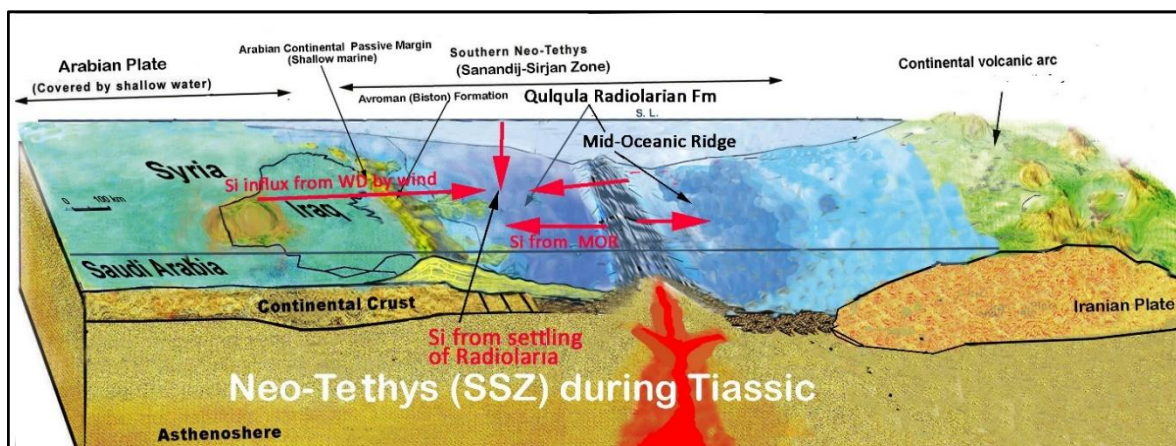 Arabian Plate
(Covered by shallow water)
Arabian Continental Passive Margin
(Shallow marine)
Southern Neo-Tethys
(Sanandij-Sirjan Zone)
Avroman (Biston) Formation
Qulqula Radiolarian Fm
S. L.
Mid-Oceanic Ridge
Continental volcanic arc
Syria
Si influx from WD by wind
Iraq
0 100 km
Si from MOR
Saudi Arabia
Continental Crust
Iranian Plate
Si from settling
of Radiolaria
Neo-Tethys (SSZ) during Tiassic
Asthenoshere